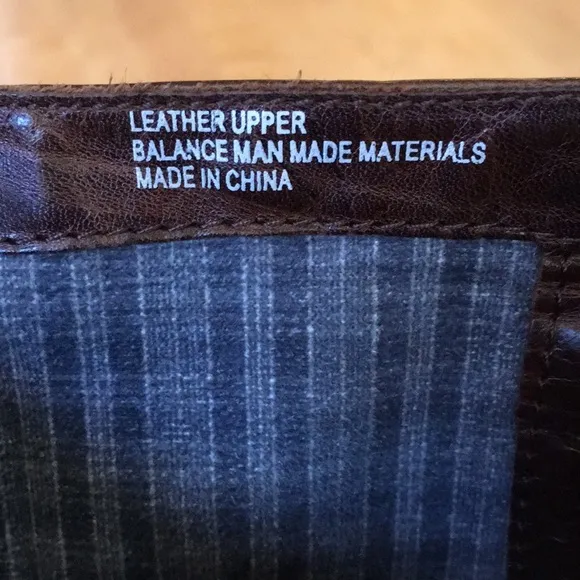 LEATHER UPPER
BALANCE MAN MADE MATERIALS
MADE IN CHINA